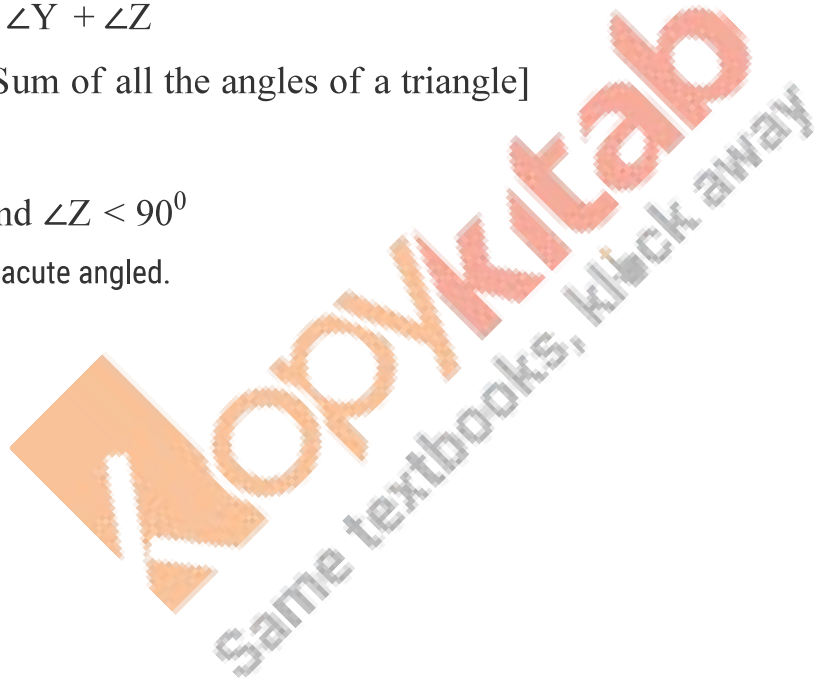 ∠Y + ∠Z
Sum of all the angles of a triangle]
nd ∠Z < 90⁰
acute angled.
kopykitab
Same textbooks, klick away